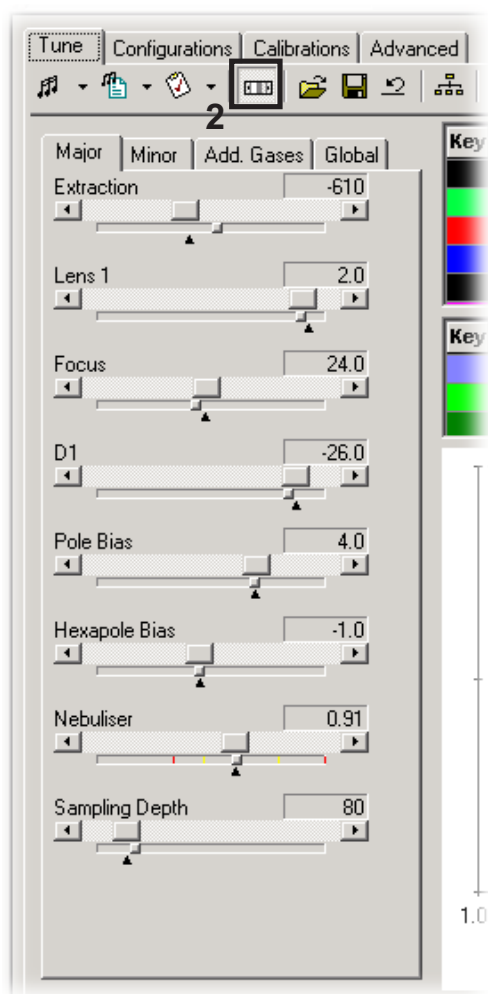 Tune Configurations Calibrations Advanced
2
Major Minor Add. Gases Global
Extraction -610
Lens 1 2.0
Focus 24.0
D1 -26.0
Pole Bias 4.0
Hexapole Bias -1.0
Nebuliser 0.91
Sampling Depth 80
Key
Key
1.0